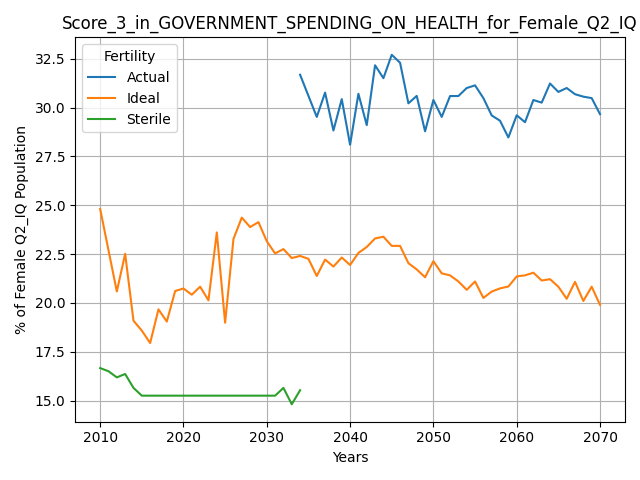 Score_3_in_GOVERNMENT_SPENDING_ON_HEALTH_for_Female_Q2_IQ
Fertility
Actual
Ideal
Sterile
% of Female Q2_IQ Population
32.5
30.0
27.5
25.0
22.5
20.0
17.5
15.0
2010 2020 2030 2040 2050 2060 2070
Years